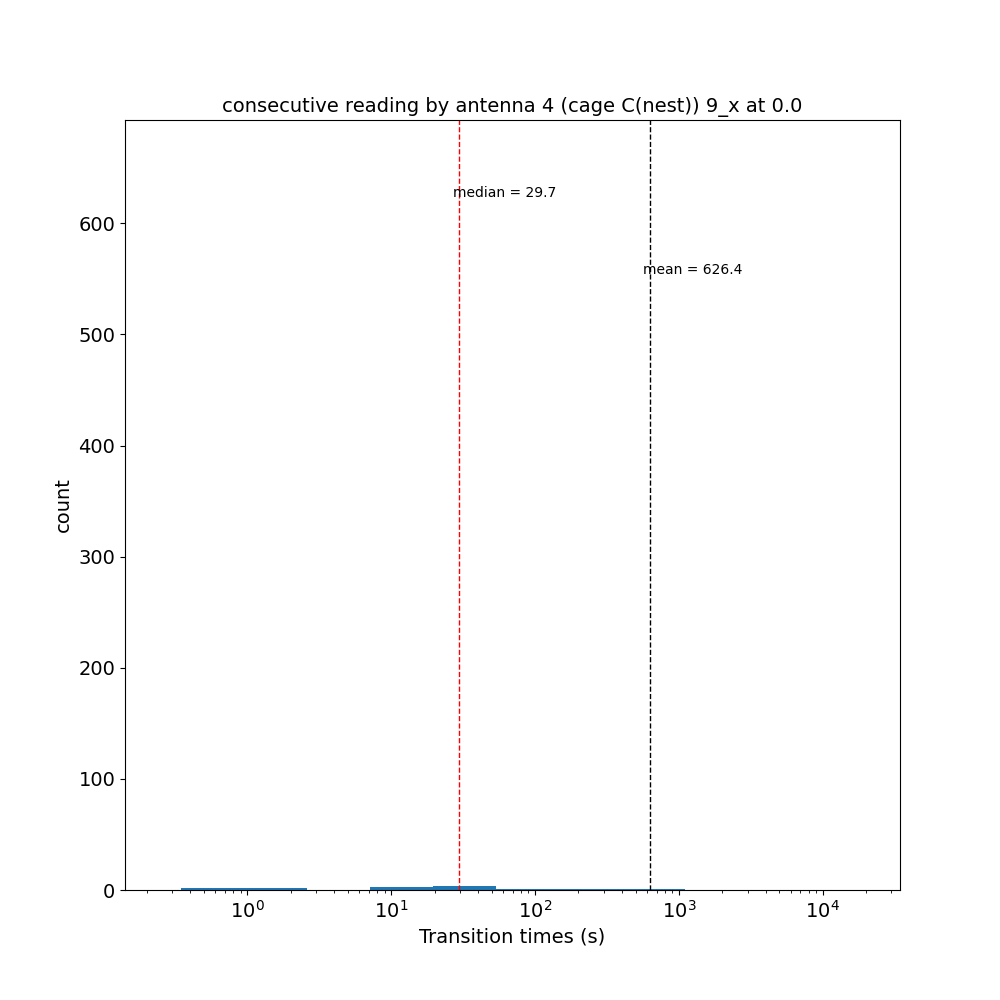 consecutive reading by antenna 4 (cage C(nest)) 9_x at 0.0
median = 29.7
mean = 626.4
600
500
400
300
200
100
0
count
10⁰ 10¹ 10² 10³ 10⁴
Transition times (s)